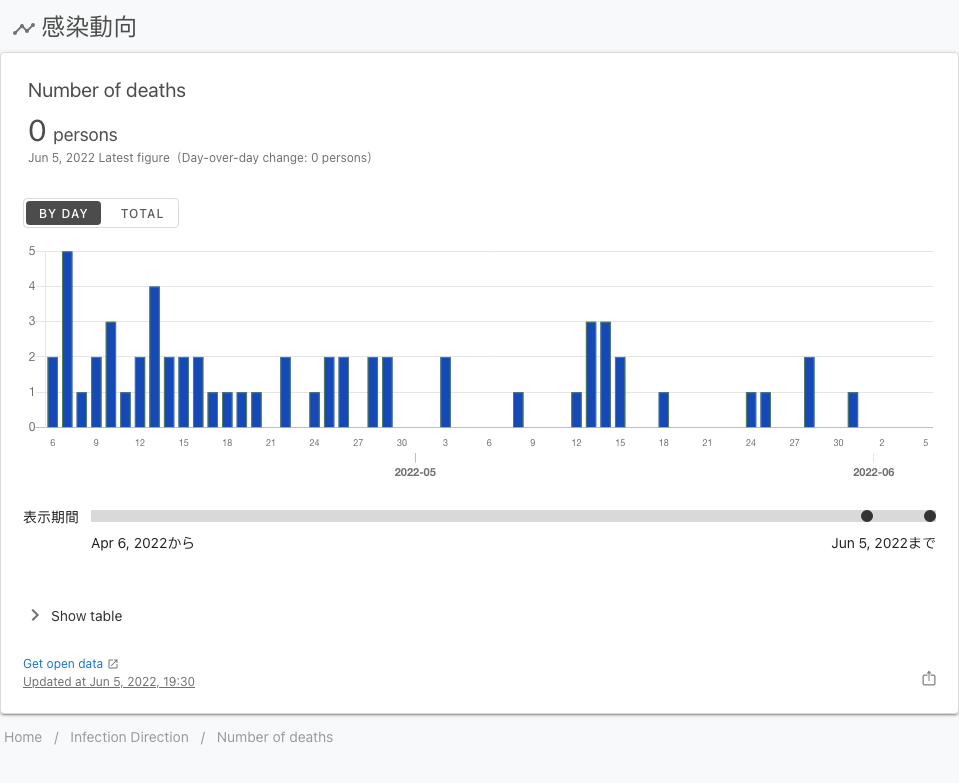 感染動向
Number of deaths
0 persons
Jun 5, 2022 Latest figure（Day-over-day change: 0 persons）
BY DAY TOTAL
5
4
3
2
1
0
6 9 12 15 18 21 24 27 30 3 6 9 12 15 18 21 24 27 30 2 5
2022-05 2022-06
表示期間
Apr 6, 2022から Jun 5, 2022まで
Show table
Get open data
Updated at Jun 5, 2022, 19:30
Home / Infection Direction / Number of deaths